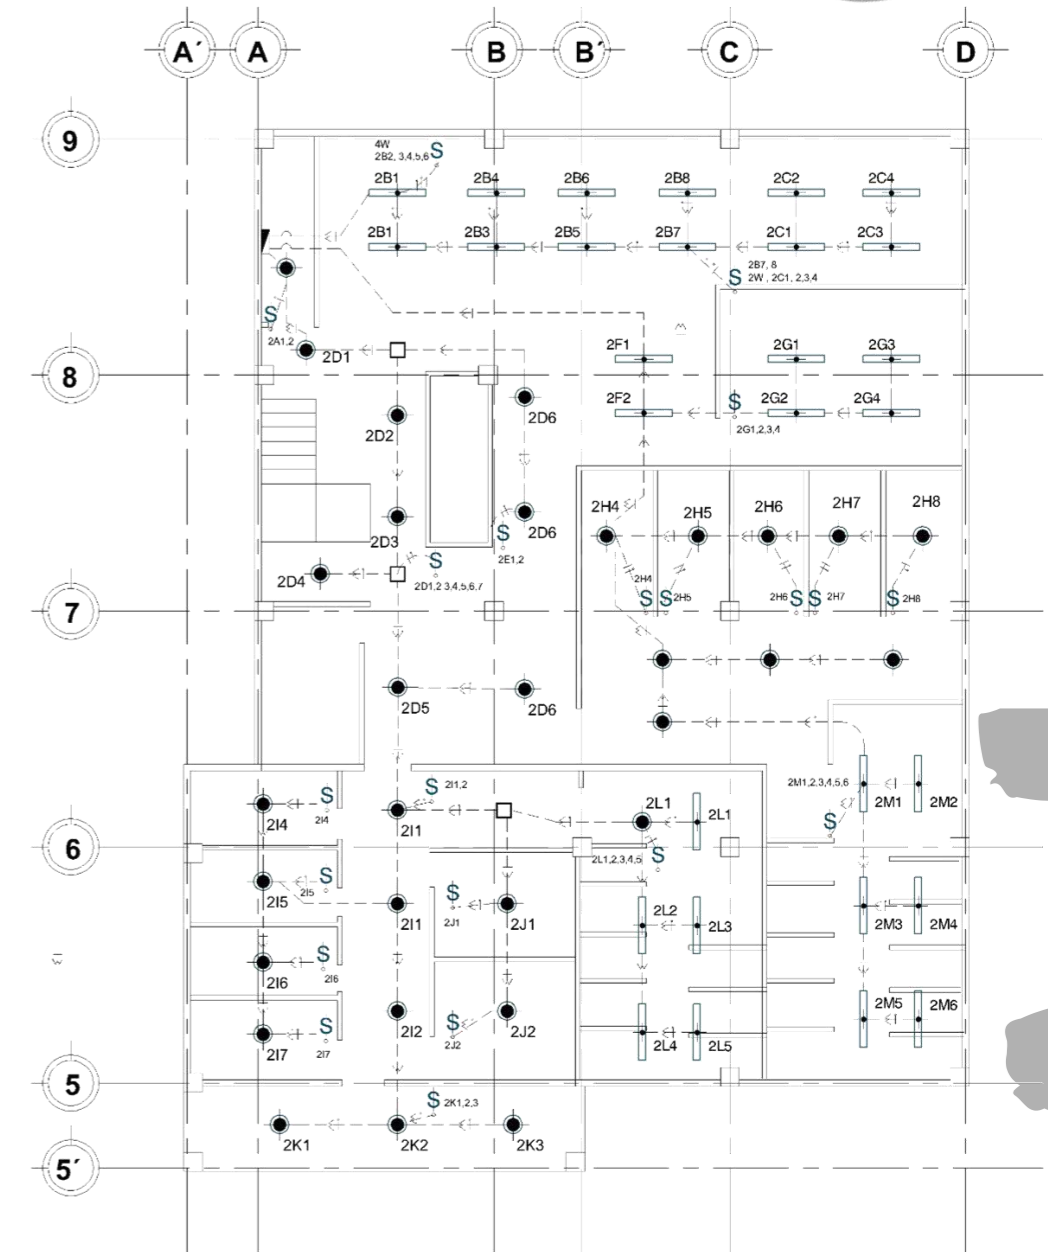 A´ A B B´ C D
9
4W
2B2, 3,4.5,6 S
2B1 2B4 2B6 2B8 2C2 2C4
2B1 2B3 2B5 2B7 2C1 2C3
S 2B7, 8
2W , 2C1, 2,3,4
S
2A1,2
2D1
2F1 2G1 2G3
8
2F2 S 2G2 2G4
2G1,2,3,4
2D6
2D2
2H4 2H5 2H6 2H7 2H8
2D3 S 2D6
2E1,2
S
2D4 2D1,2 3,4,5,6.7
2H4 2H5 2H6 2H7 2H8
S S S S S
7
2D5 2D6
2M1,2,3,4,5,6
S 2I1,2
S 2M1 2M2
2I4 2I4 2I1 2L1 2L1
S
6
2L1,2,3,4,5 S
S S
2I5 2I5 2I1 2J1 2J1 2L2 2L3 2M3 2M4
S
2I6 2I6
S S
2I7 2I7 2I2 2J2 2J2 2L4 2L5 2M5 2M6
5
S 2K1,2,3
2K1 2K2 2K3
5´